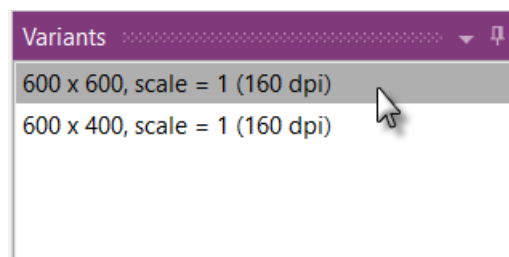 Variants
600 x 600, scale = 1 (160 dpi)
600 x 400, scale = 1 (160 dpi)